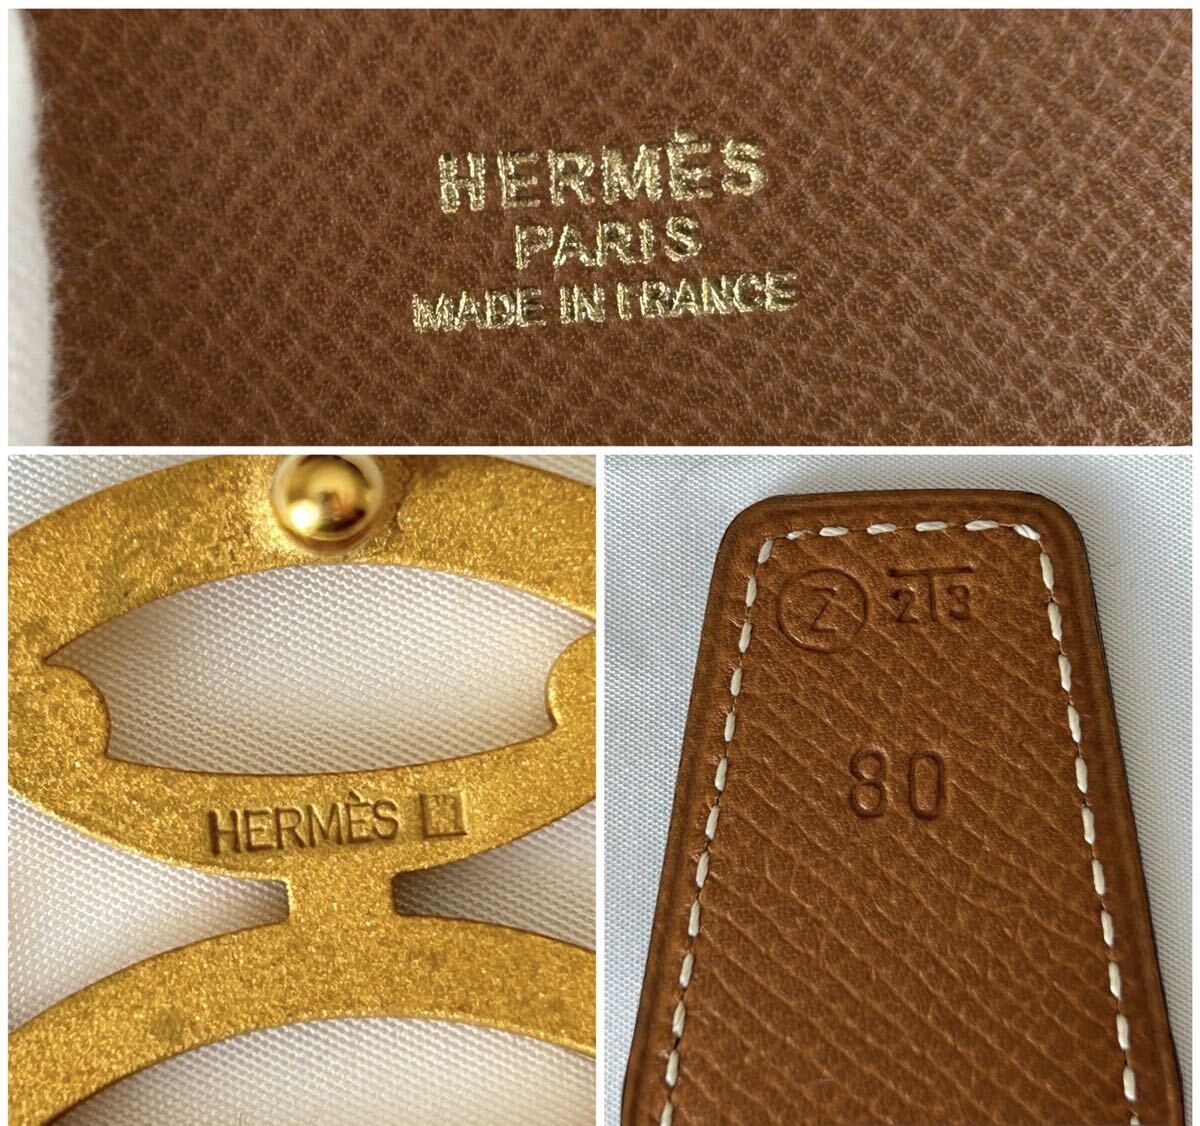 HERMÈS
PARIS
MADE IN FRANCE
HERMÈS
Z 2T3
80